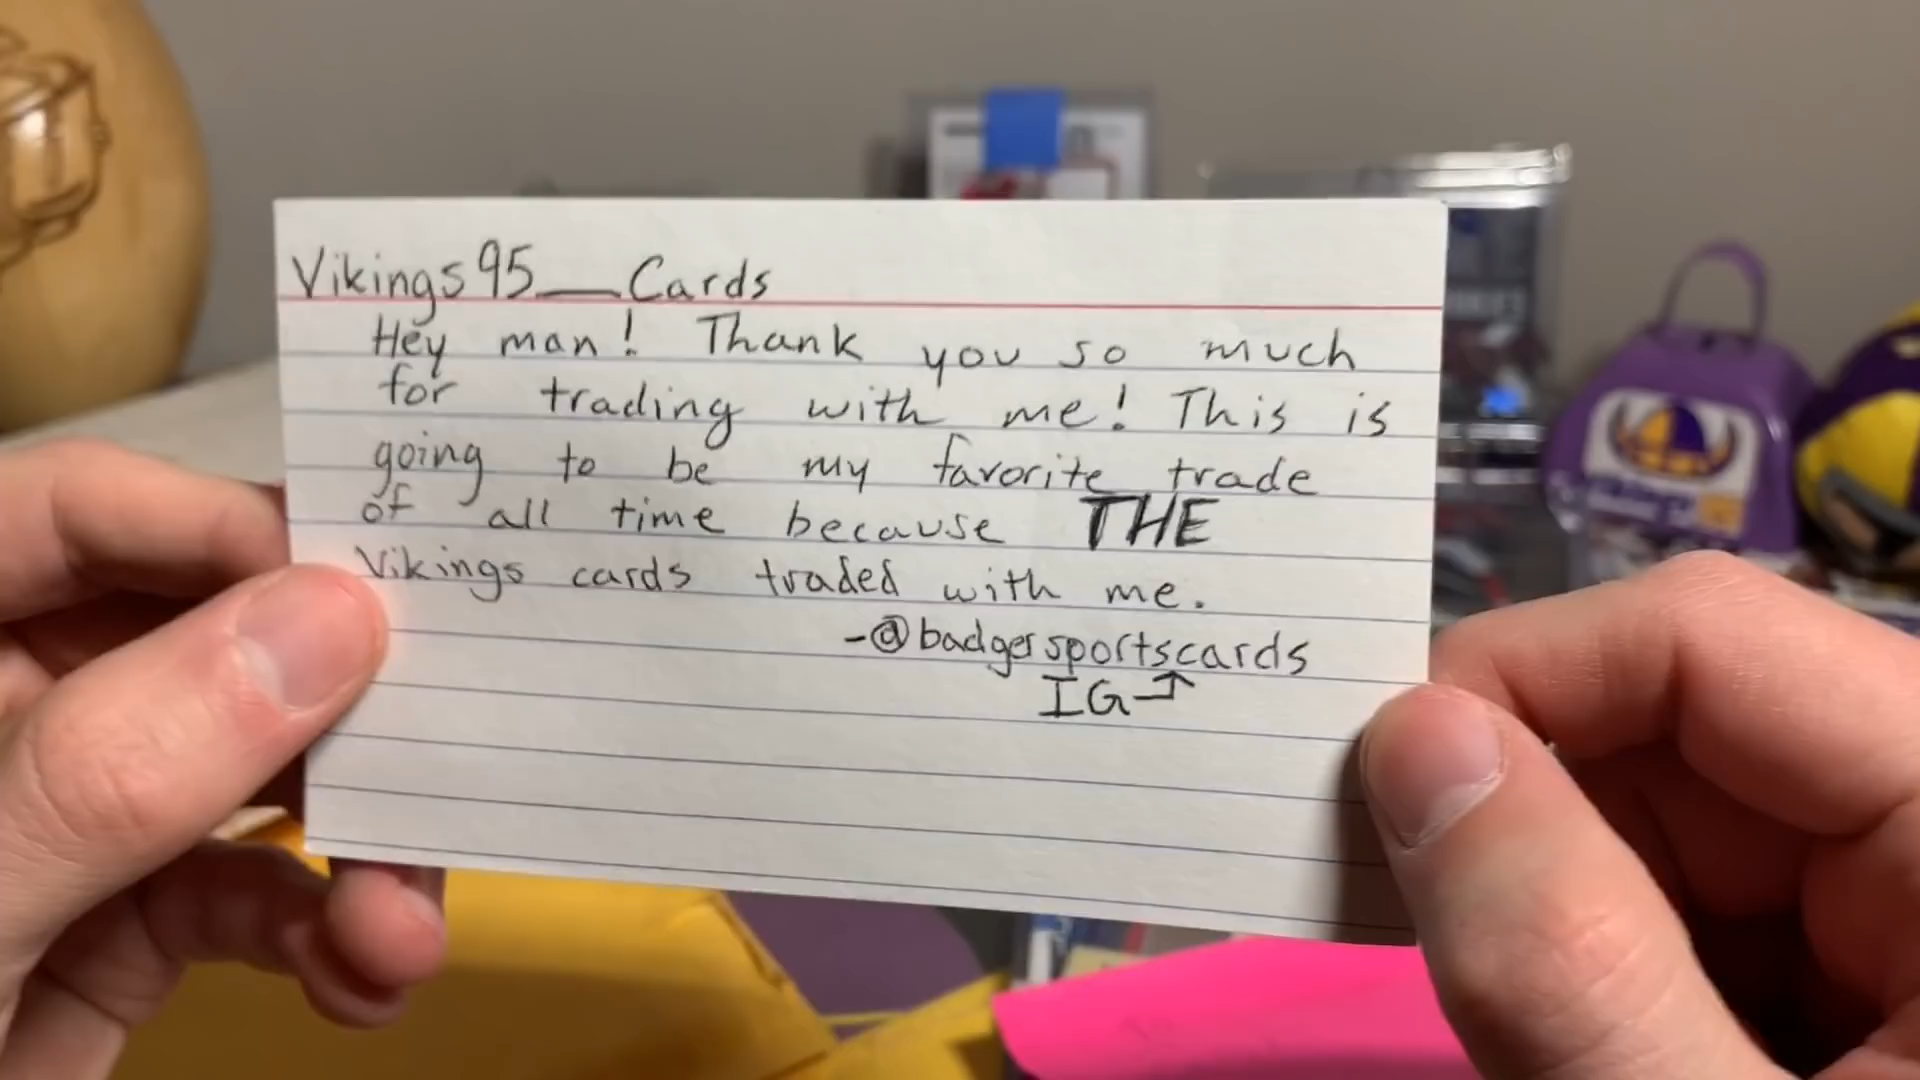 Vikings95__Cards
Hey man! Thank you so much
for trading with me! This is
going to be my favorite trade
of all time because THE
Vikings cards traded with me.
-@badgersportscards
IG